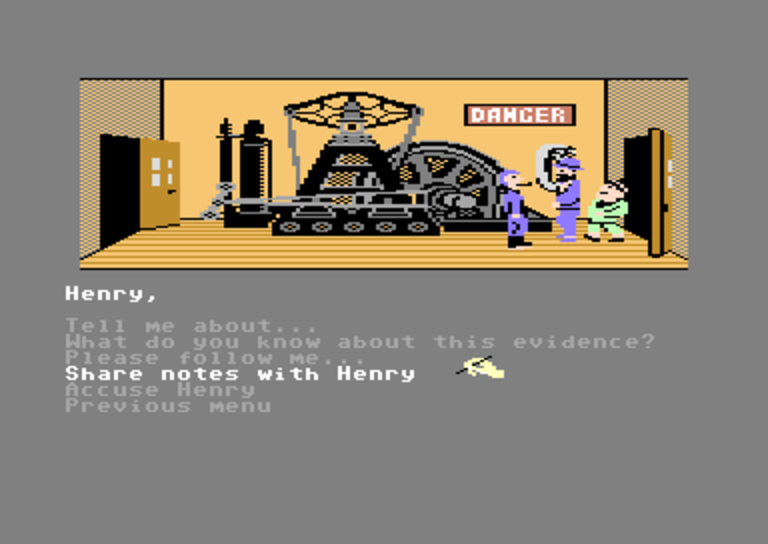 DANGER
Henry,
Tell me about...
What do you know about this evidence?
Please follow me...
Share notes with Henry
Accuse Henry
Previous menu